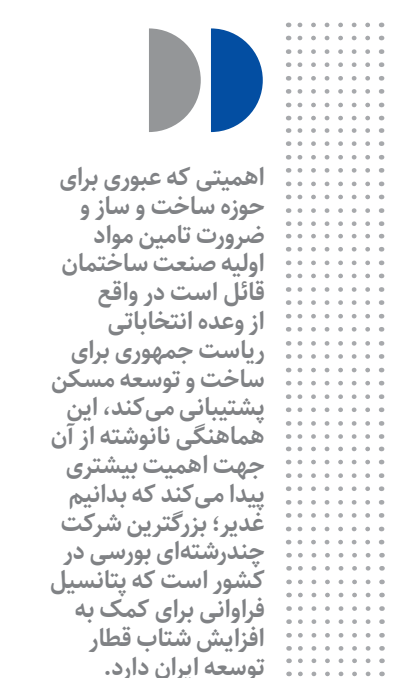 اهمیتی که عبوری برای
حوزه ساخت و ساز و
ضرورت تامین مواد
اولیه صنعت ساختمان
قائل است در واقع
از وعده انتخاباتی
ریاست جمهوری برای
ساخت و توسعه مسکن
پشتیبانی می‌کند، این
هماهنگی نانوشته از آن
جهت اهمیت بیشتری
پیدا می‌کند که بدانیم
غدیر؛ بزرگترین شرکت
چندرشته‌ای بورسی در
کشور است که پتانسیل
فراوانی برای کمک به
افزایش شتاب قطار
توسعه ایران دارد.